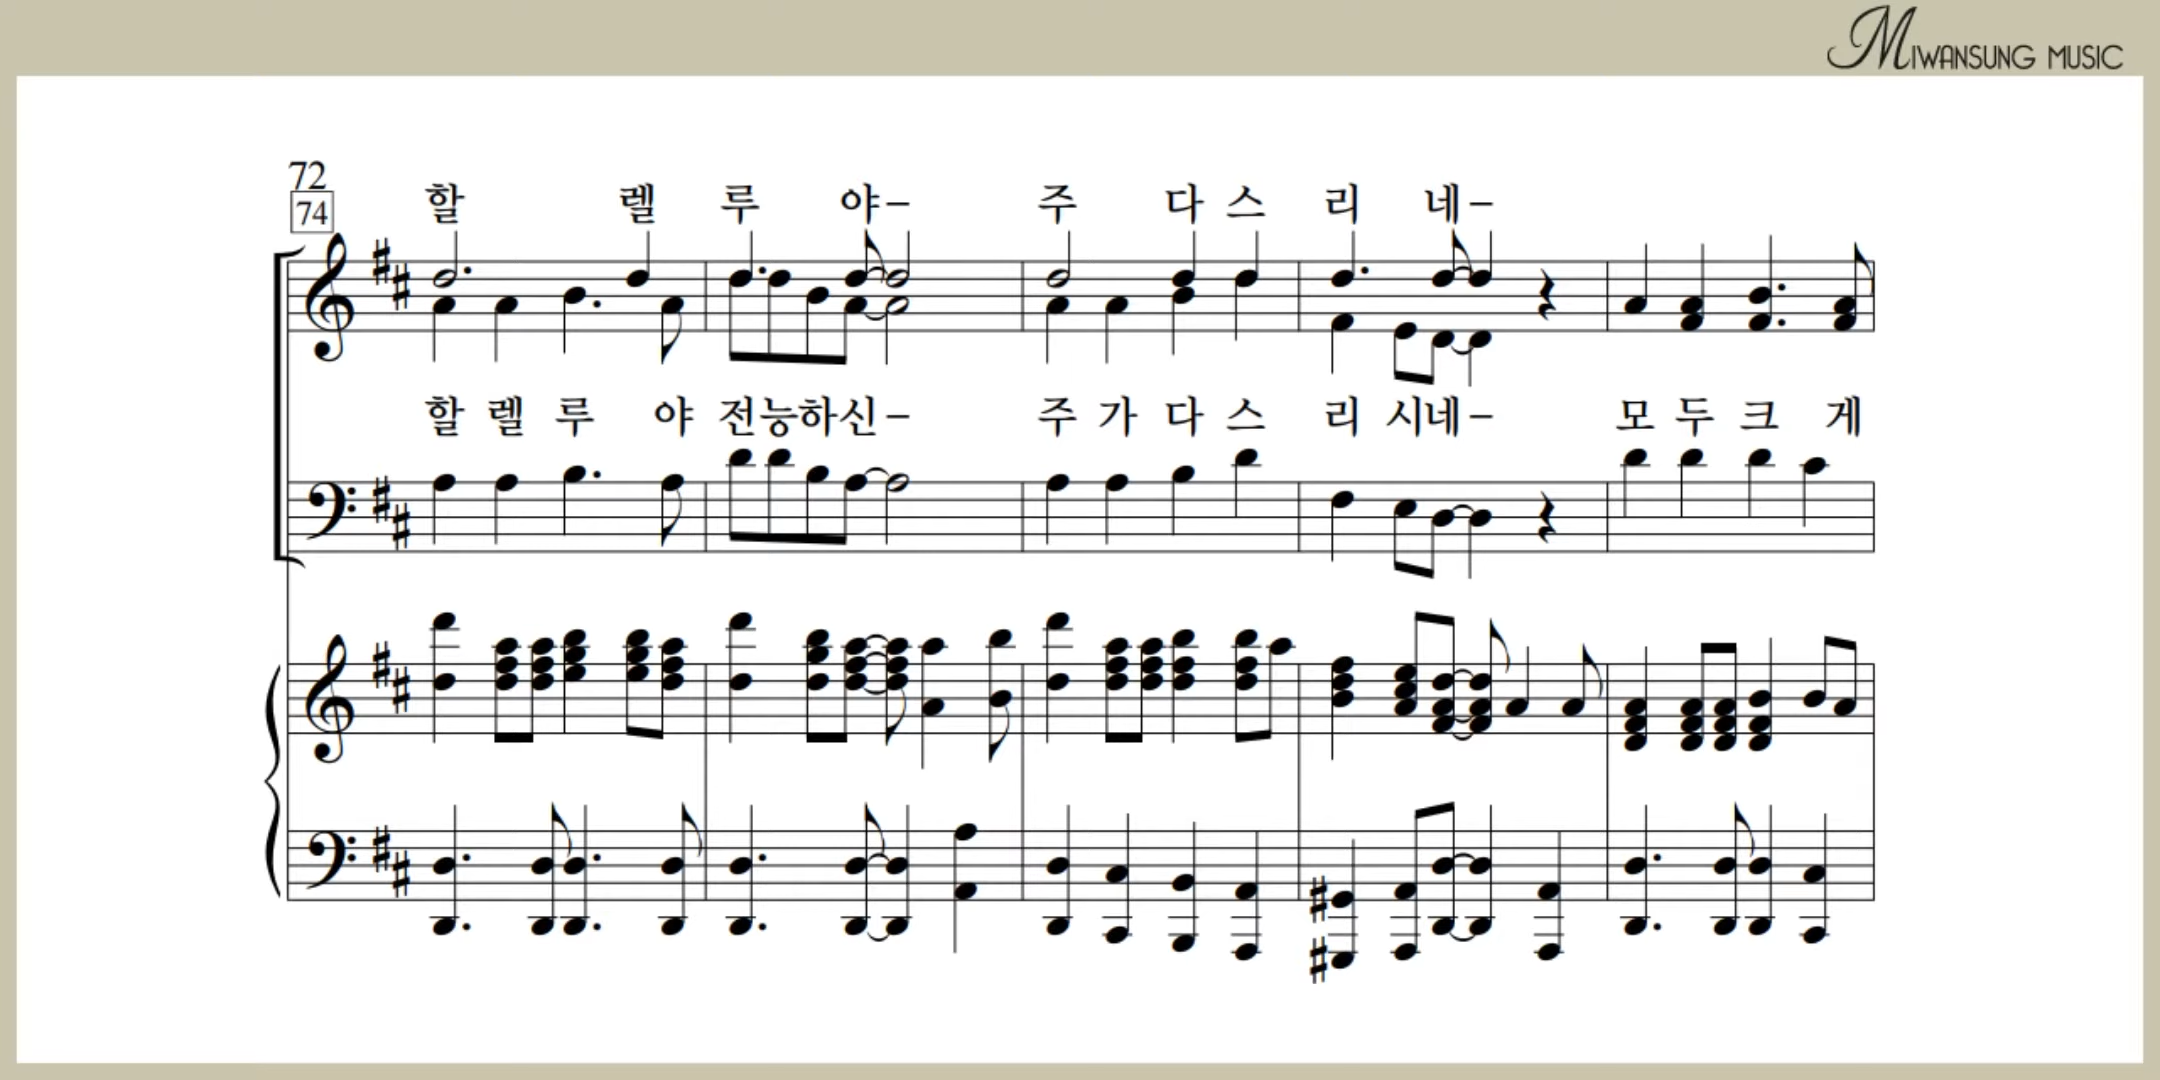 MIWANSUNG MUSIC
72
74
할 렐 루 야- 주 다 스 리 네-
할 렐 루 야 전능하신- 주 가 다 스 리 시네- 모 두 크 게